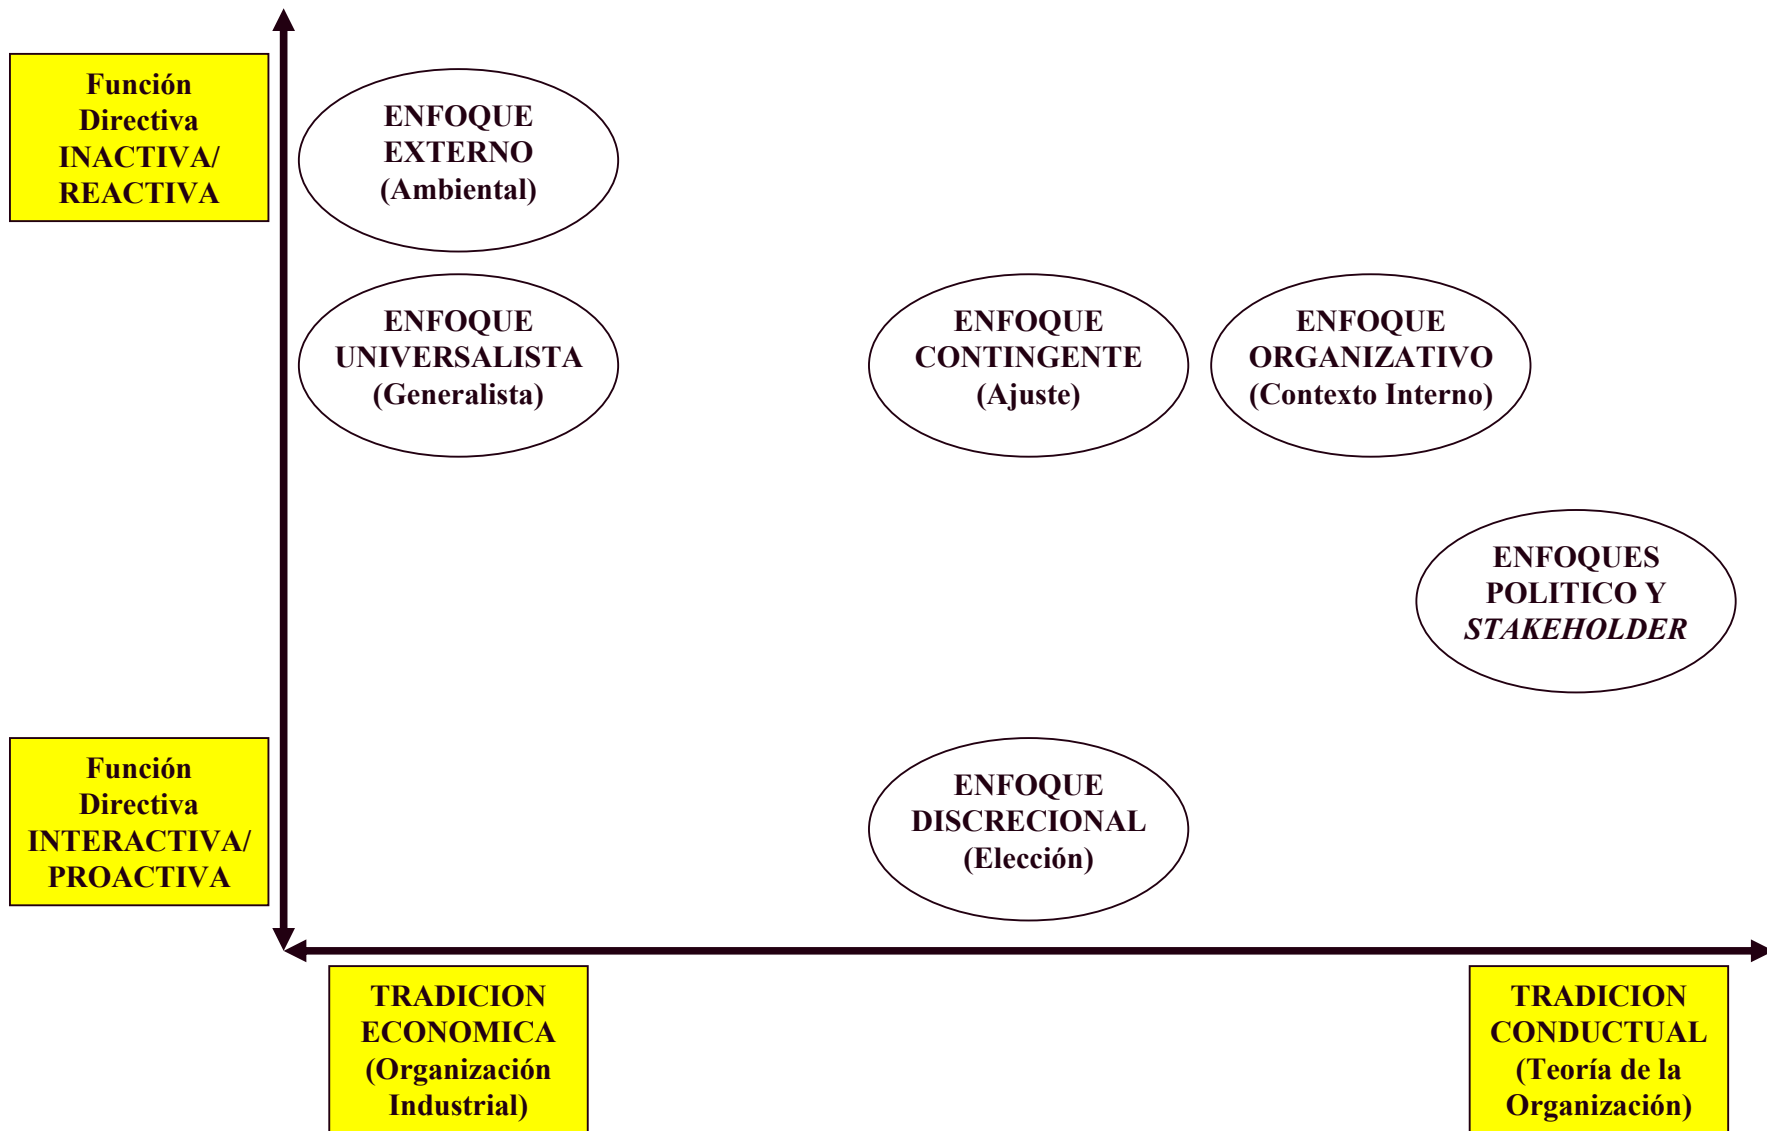 Función
Directiva
INACTIVA/
REACTIVA
ENFOQUE
EXTERNO
(Ambiental)
ENFOQUE
UNIVERSALISTA
(Generalista)
ENFOQUE
CONTINGENTE
(Ajuste)
ENFOQUE
ORGANIZATIVO
(Contexto Interno)
ENFOQUES
POLITICO Y
STAKEHOLDER
Función
Directiva
INTERACTIVA/
PROACTIVA
ENFOQUE
DISCRECIONAL
(Elección)
TRADICION
ECONOMICA
(Organización
Industrial)
TRADICION
CONDUCTUAL
(Teoría de la
Organización)